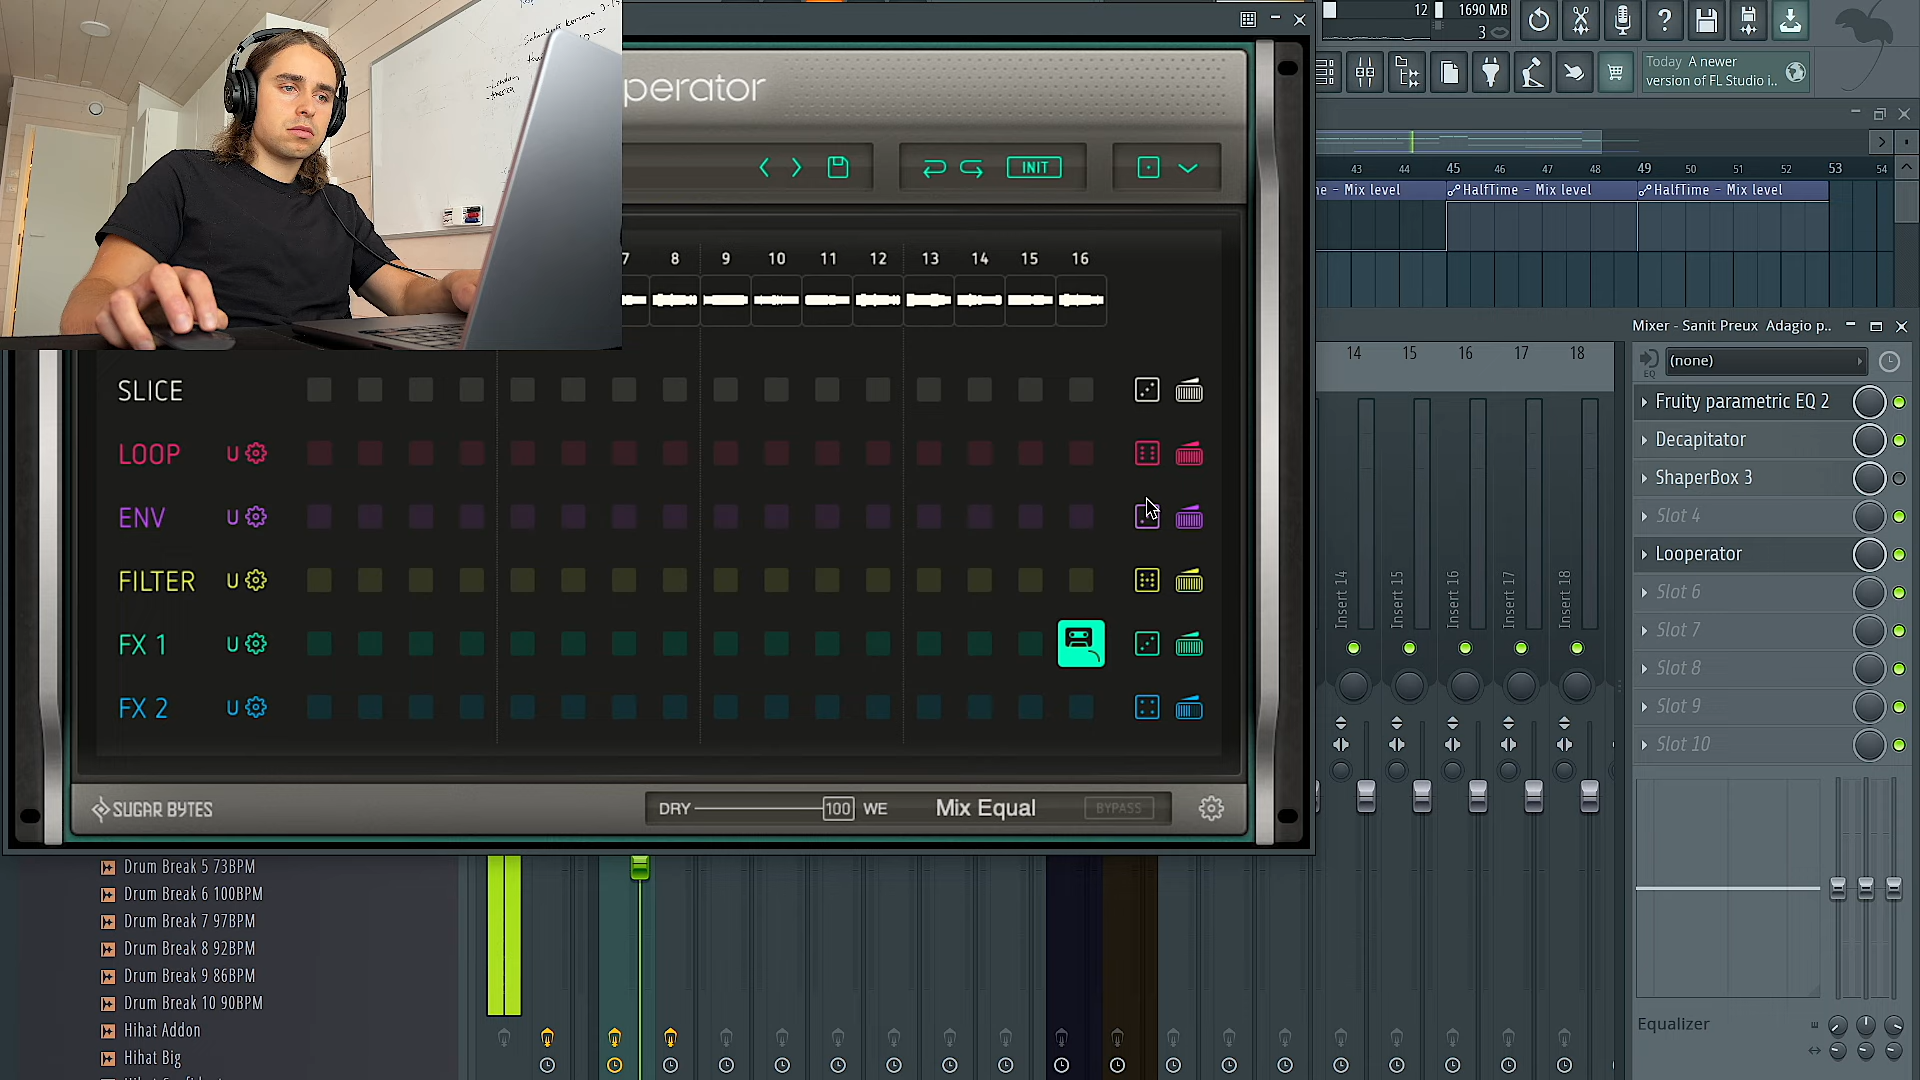 12
1690 MB
3
Today A newer
version of FL Studio i..
perator
INIT
43 44 45 46 47 48 49 50 51 52 53 54
ne - Mix level
HalfTime - Mix level
HalfTime - Mix level
7 8 9 10 11 12 13 14 15 16
Mixer - Sanit Preux Adagio p..
14 15 16 17 18
(none)
EQ
SLICE
LOOP U
ENV U
FILTER U
FX 1 U
FX 2 U
Fruity parametric EQ 2
Decapitator
ShaperBox 3
Slot 4
Looperator
Slot 6
Slot 7
Slot 8
Slot 9
Slot 10
Insert 14
Insert 15
Insert 16
Insert 17
Insert 18
SUGAR BYTES
DRY
100
WE
Mix Equal
BYPASS
Drum Break 5 73BPM
Drum Break 6 100BPM
Drum Break 7 97BPM
Drum Break 8 92BPM
Drum Break 9 86BPM
Drum Break 10 90BPM
Hihat Addon
Hihat Big
Equalizer